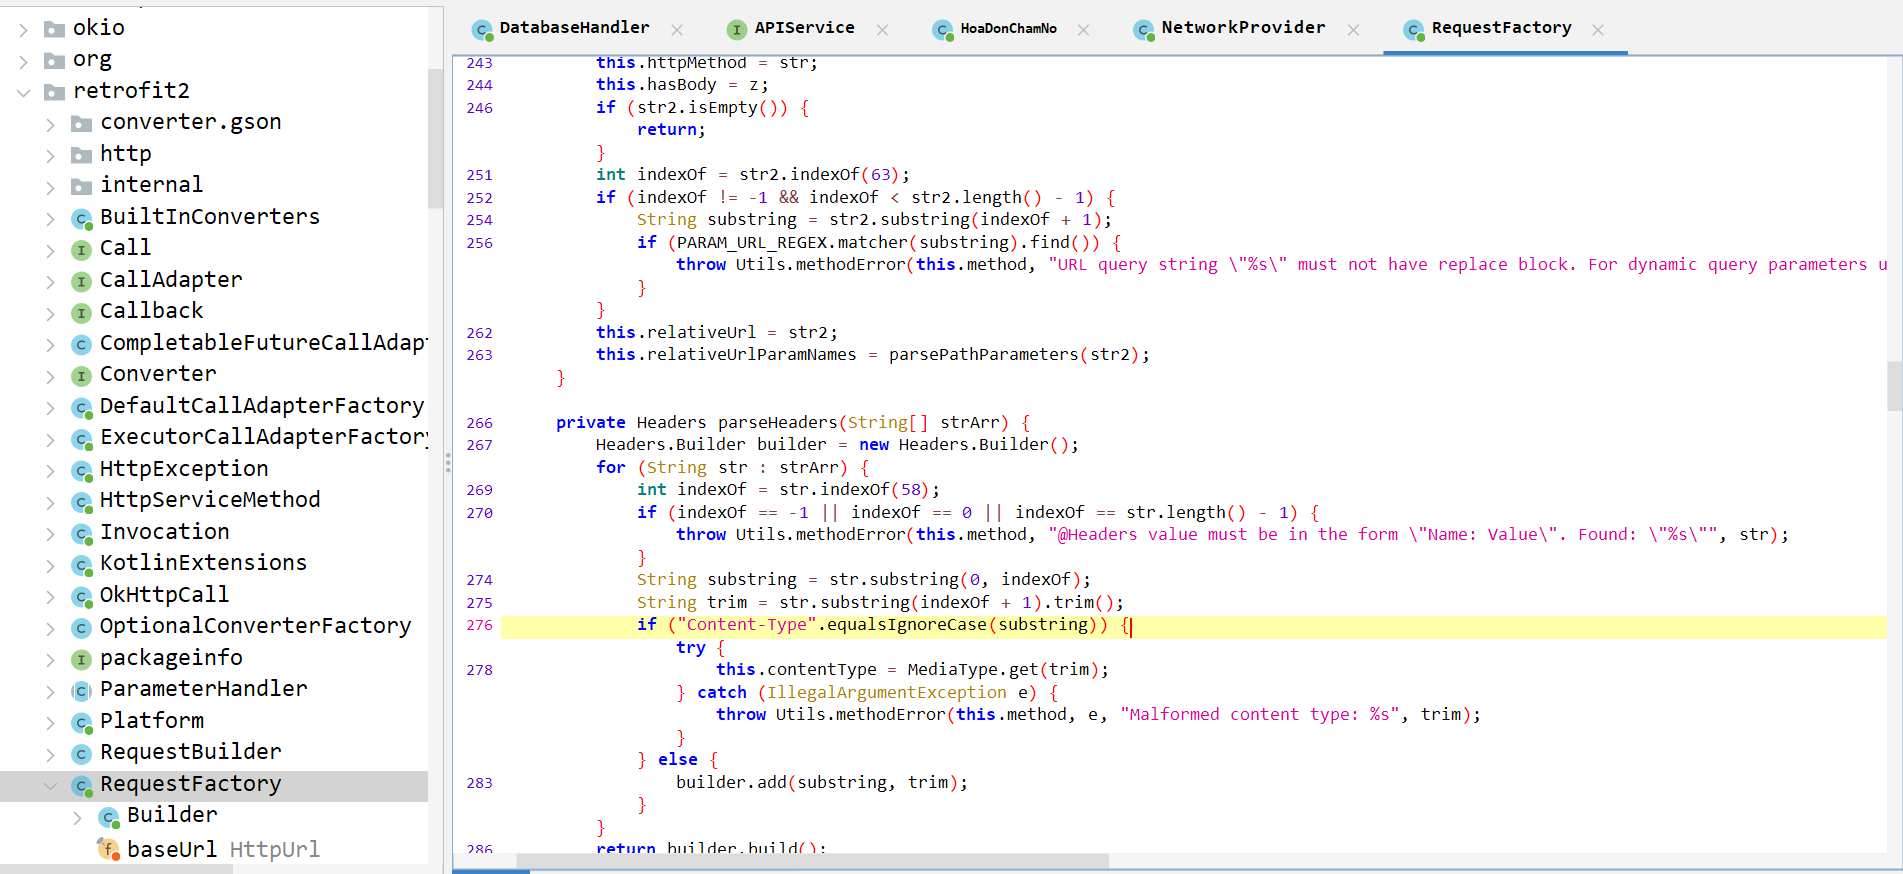 okio
org
retrofit2
converter.gson
http
internal
BuiltInConverters
Call
CallAdapter
Callback
CompletableFutureCallAdap
Converter
DefaultCallAdapterFactory
ExecutorCallAdapterFactory
HttpException
HttpServiceMethod
Invocation
KotlinExtensions
OkHttpCall
OptionalConverterFactory
packageinfo
ParameterHandler
Platform
RequestBuilder
RequestFactory
Builder
baseUrl HttpUrl
DatabaseHandler APIService HoaDonChamNo NetworkProvider RequestFactory
243 this.httpMethod = str;
244 this.hasBody = z;
246 if (str2.isEmpty()) {
return;
}
251 int indexOf = str2.indexOf(63);
252 if (indexOf != -1 && indexOf < str2.length() - 1) {
254 String substring = str2.substring(indexOf + 1);
256 if (PARAM_URL_REGEX.matcher(substring).find()) {
throw Utils.methodError(this.method, "URL query string \"%s\" must not have replace block. For dynamic query parameters u
}
}
262 this.relativeUrl = str2;
263 this.relativeUrlParamNames = parsePathParameters(str2);
}
266 private Headers parseHeaders(String[] strArr) {
267 Headers.Builder builder = new Headers.Builder();
for (String str : strArr) {
269 int indexOf = str.indexOf(58);
270 if (indexOf == -1 || indexOf == 0 || indexOf == str.length() - 1) {
throw Utils.methodError(this.method, "@Headers value must be in the form \"Name: Value\". Found: \"%s\"", str);
}
274 String substring = str.substring(0, indexOf);
275 String trim = str.substring(indexOf + 1).trim();
276 if ("Content-Type".equalsIgnoreCase(substring)) {
try {
278 this.contentType = MediaType.get(trim);
} catch (IllegalArgumentException e) {
throw Utils.methodError(this.method, e, "Malformed content type: %s", trim);
}
} else {
283 builder.add(substring, trim);
}
}
286 return builder.build();